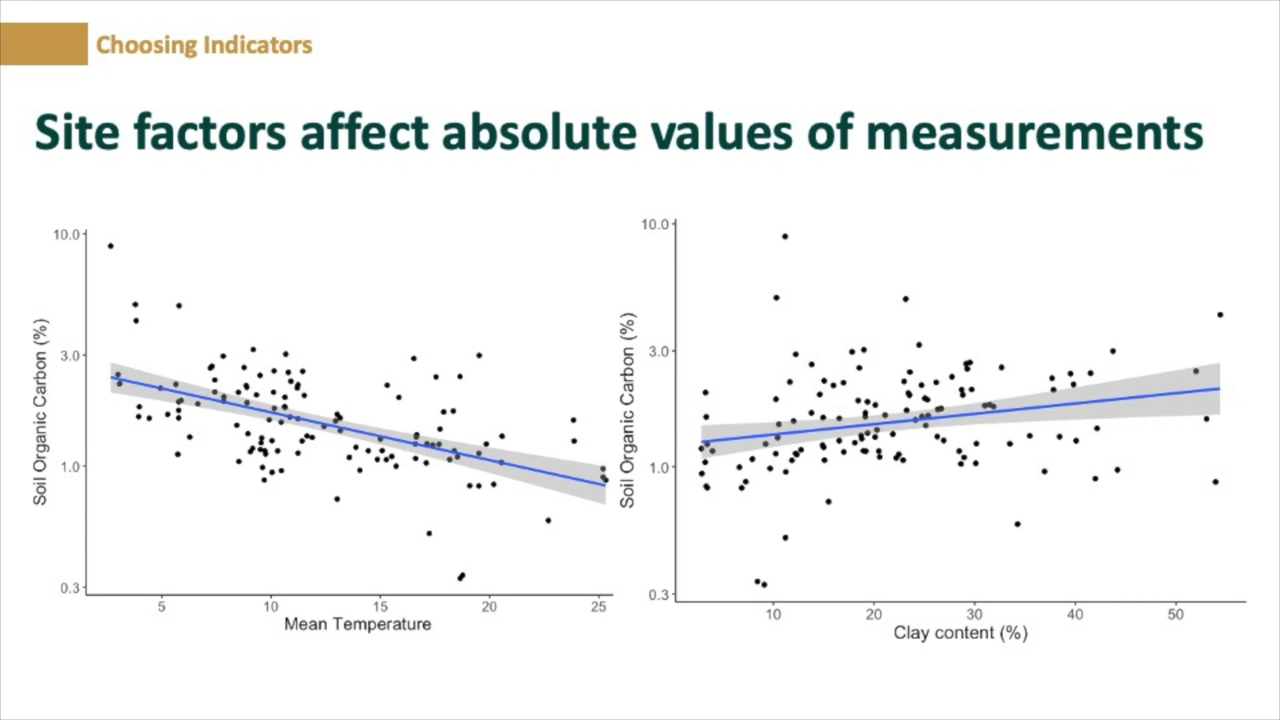 Choosing Indicators
Site factors affect absolute values of measurements
10.0
3.0
1.0
0.3
Soil Organic Carbon (%)
5 10 15 20 25
Mean Temperature
10.0
3.0
1.0
0.3
Soil Organic Carbon (%)
10 20 30 40 50
Clay content (%)